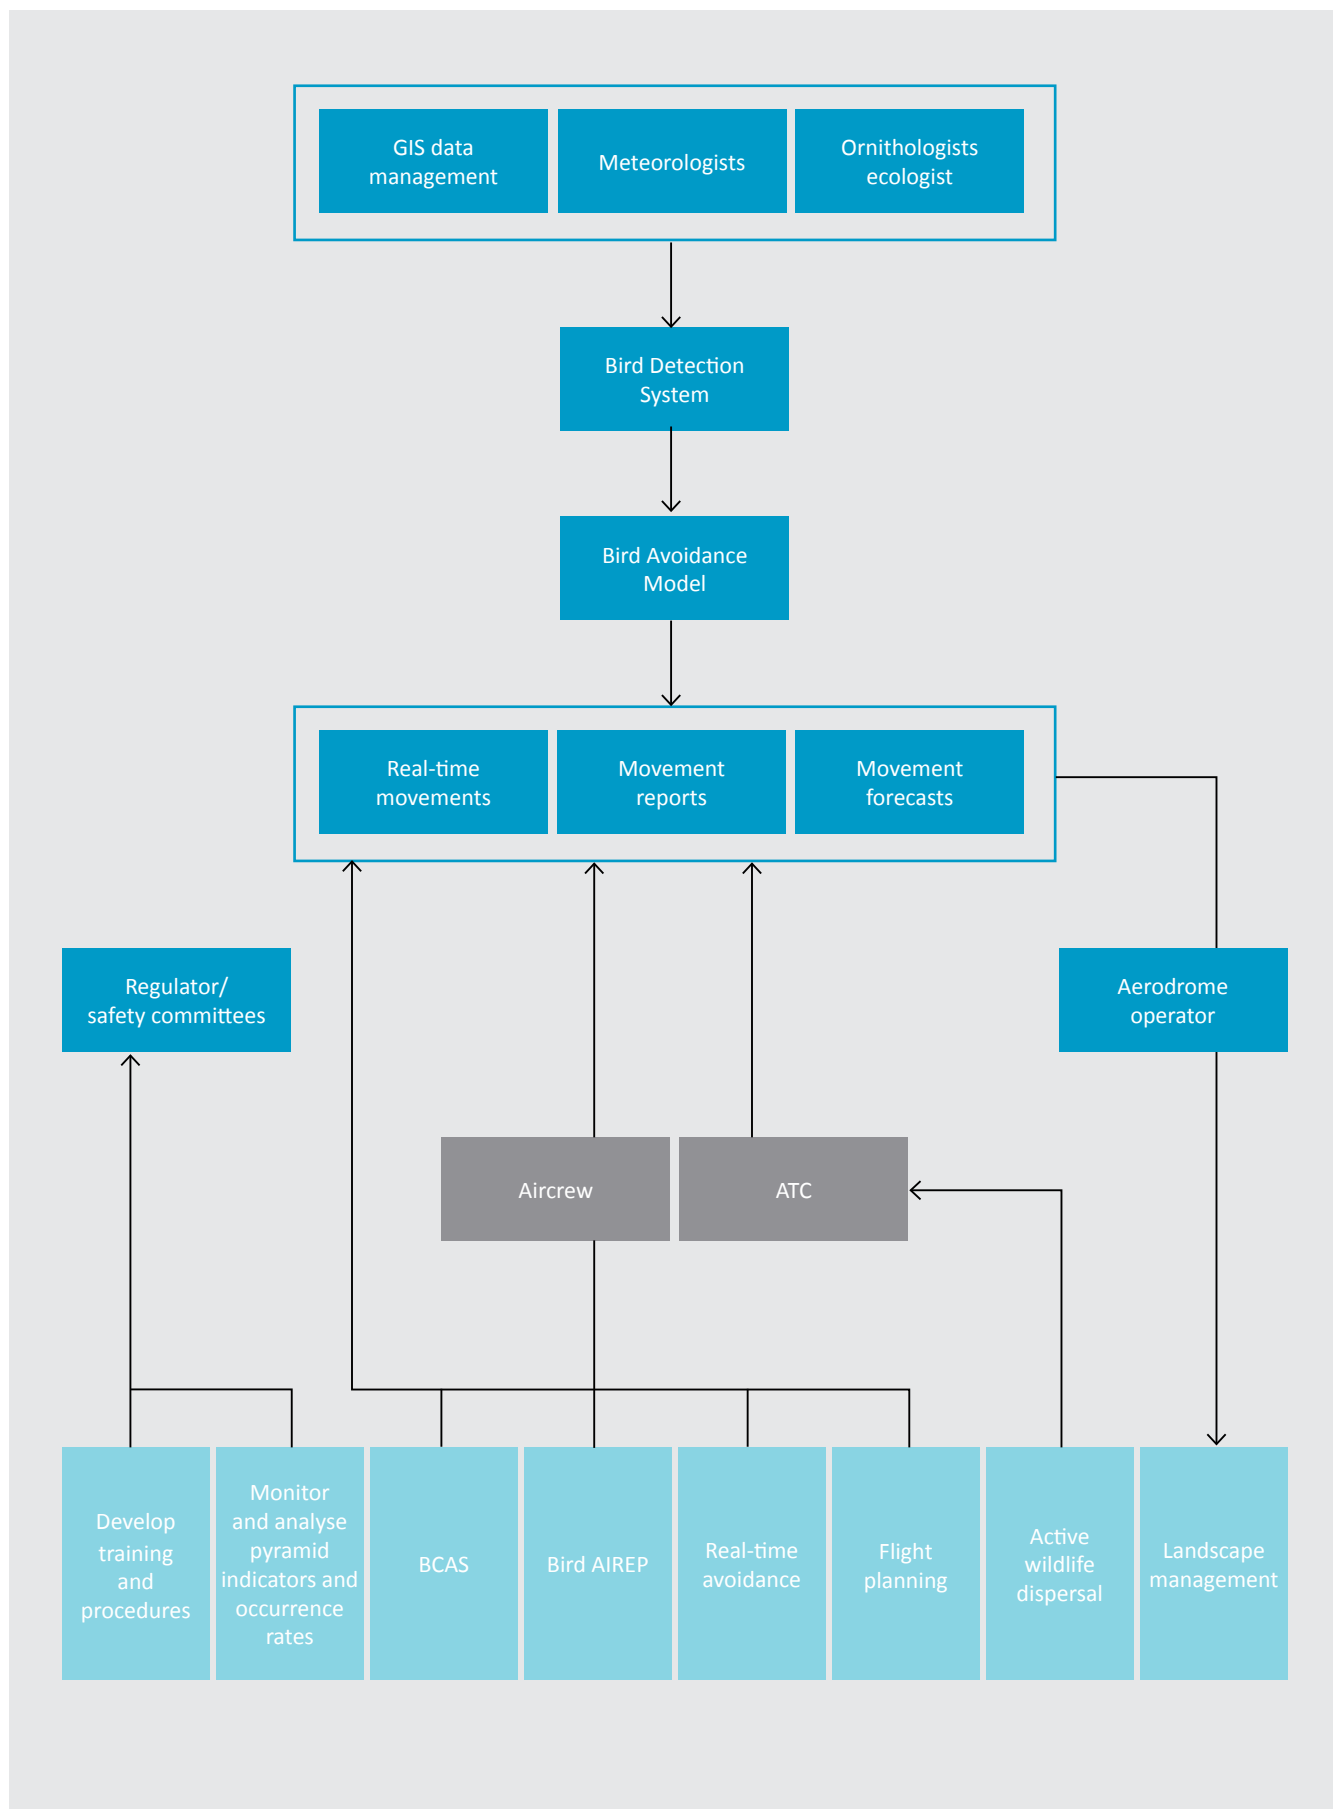 GIS data
management
Meteorologists
Ornithologists
ecologist
Bird Detection
System
Bird Avoidance
Model
Real-time
movements
Movement
reports
Movement
forecasts
Regulator/
safety committees
Aerodrome
operator
Aircrew
ATC
Develop
training
and
procedures
Monitor
and analyse
pyramid
indicators and
occurrence
rates
BCAS
Bird AIREP
Real-time
avoidance
Flight
planning
Active
wildlife
dispersal
Landscape
management